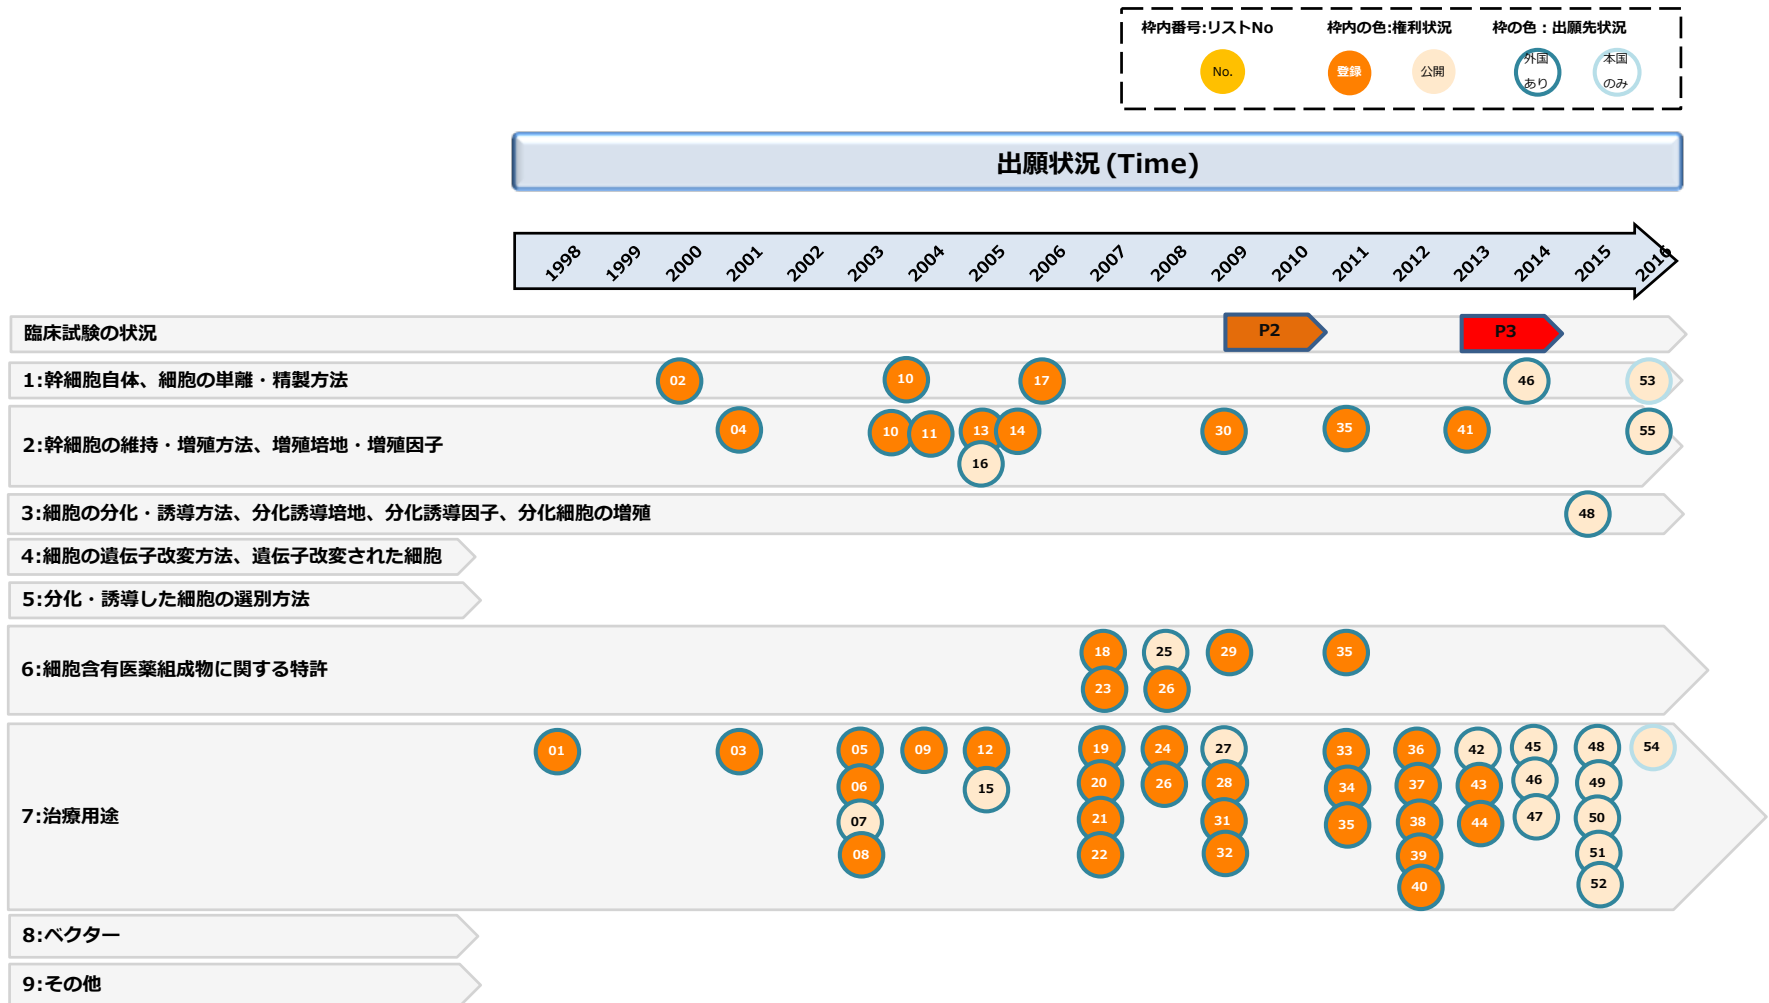 枠内番号:リストNo 枠内の色:権利状況 枠の色：出願先状況
No. 登録 公開 外国あり 本国のみ
出願状況 (Time)
1998 1999 2000 2001 2002 2003 2004 2005 2006 2007 2008 2009 2010 2011 2012 2013 2014 2015 2016
臨床試験の状況 P2 P3
1:幹細胞自体、細胞の単離・精製方法 02 10 17 46 53
2:幹細胞の維持・増殖方法、増殖培地・増殖因子 04 10 11 13 14 30 35 41 55
16
3:細胞の分化・誘導方法、分化誘導培地、分化誘導因子、分化細胞の増殖 48
4:細胞の遺伝子改変方法、遺伝子改変された細胞
5:分化・誘導した細胞の選別方法
6:細胞含有医薬組成物に関する特許
18 25 29 35
23 26
7:治療用途
01 03 05 09 12 19 24 27 33 36 42 45 48 54
06 15 20 26 28 34 37 43 46 49
07 21 31 35 38 44 47 50
08 22 32 39 51
40 52
8:ベクター
9:その他